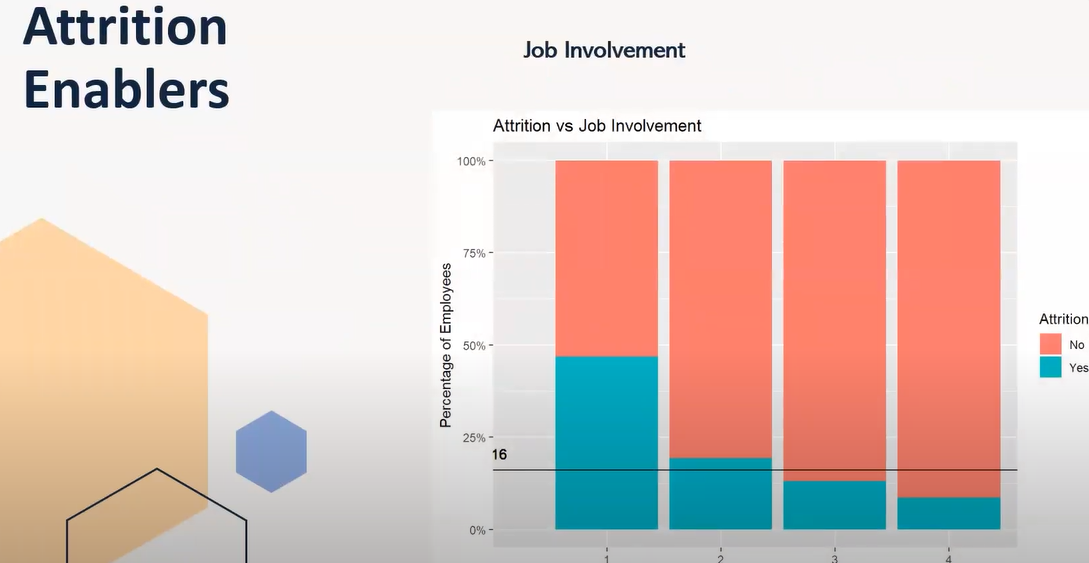 Attrition
Enablers
Job Involvement
Attrition vs Job Involvement
100%
75%
50%
25%
0%
Percentage of Employees
16
1 2 3 4
Attrition
No
Yes